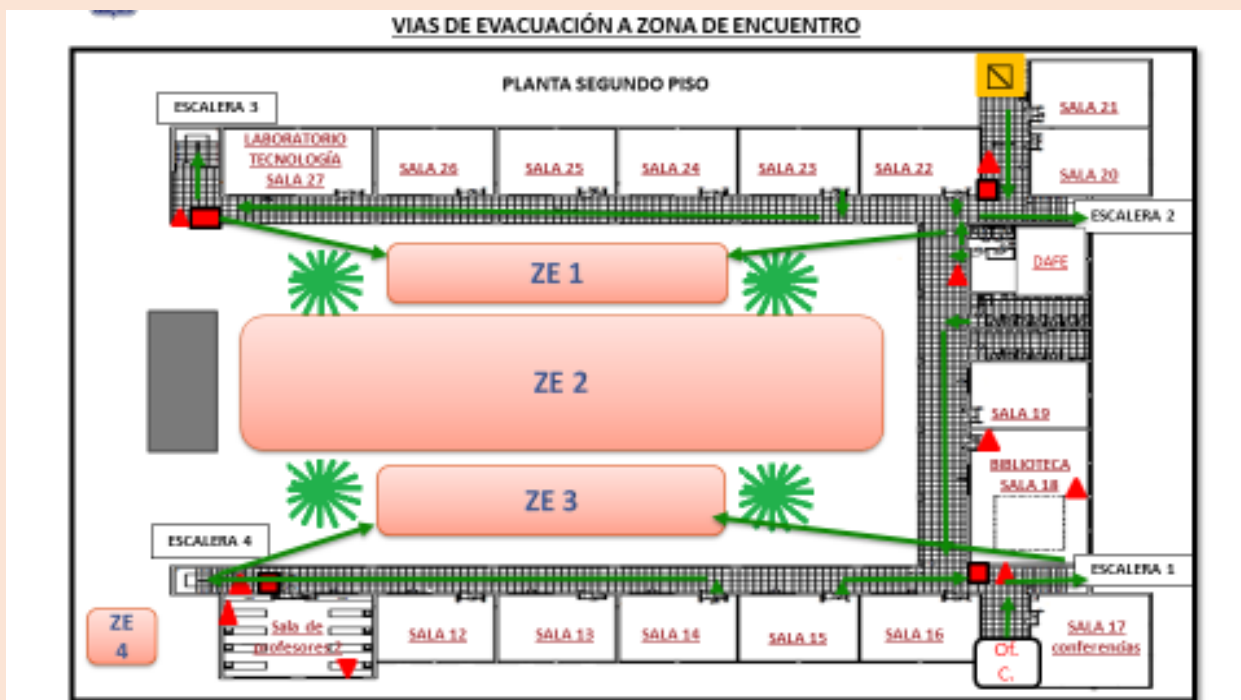 VIAS DE EVACUACIÓN A ZONA DE ENCUENTRO
PLANTA SEGUNDO PISO
ESCALERA 3
LABORATORIO
TECNOLOGÍA
SALA 27
SALA 26
SALA 25
SALA 24
SALA 23
SALA 22
SALA 21
SALA 20
ESCALERA 2
DAFE
ZE 1
ZE 2
ZE 3
SALA 19
BIBLIOTECA
SALA 18
ESCALERA 4
ESCALERA 1
ZE
4
Sala de
profesores 2
SALA 12
SALA 13
SALA 14
SALA 15
SALA 16
Of.
C.
SALA 17
conferencias